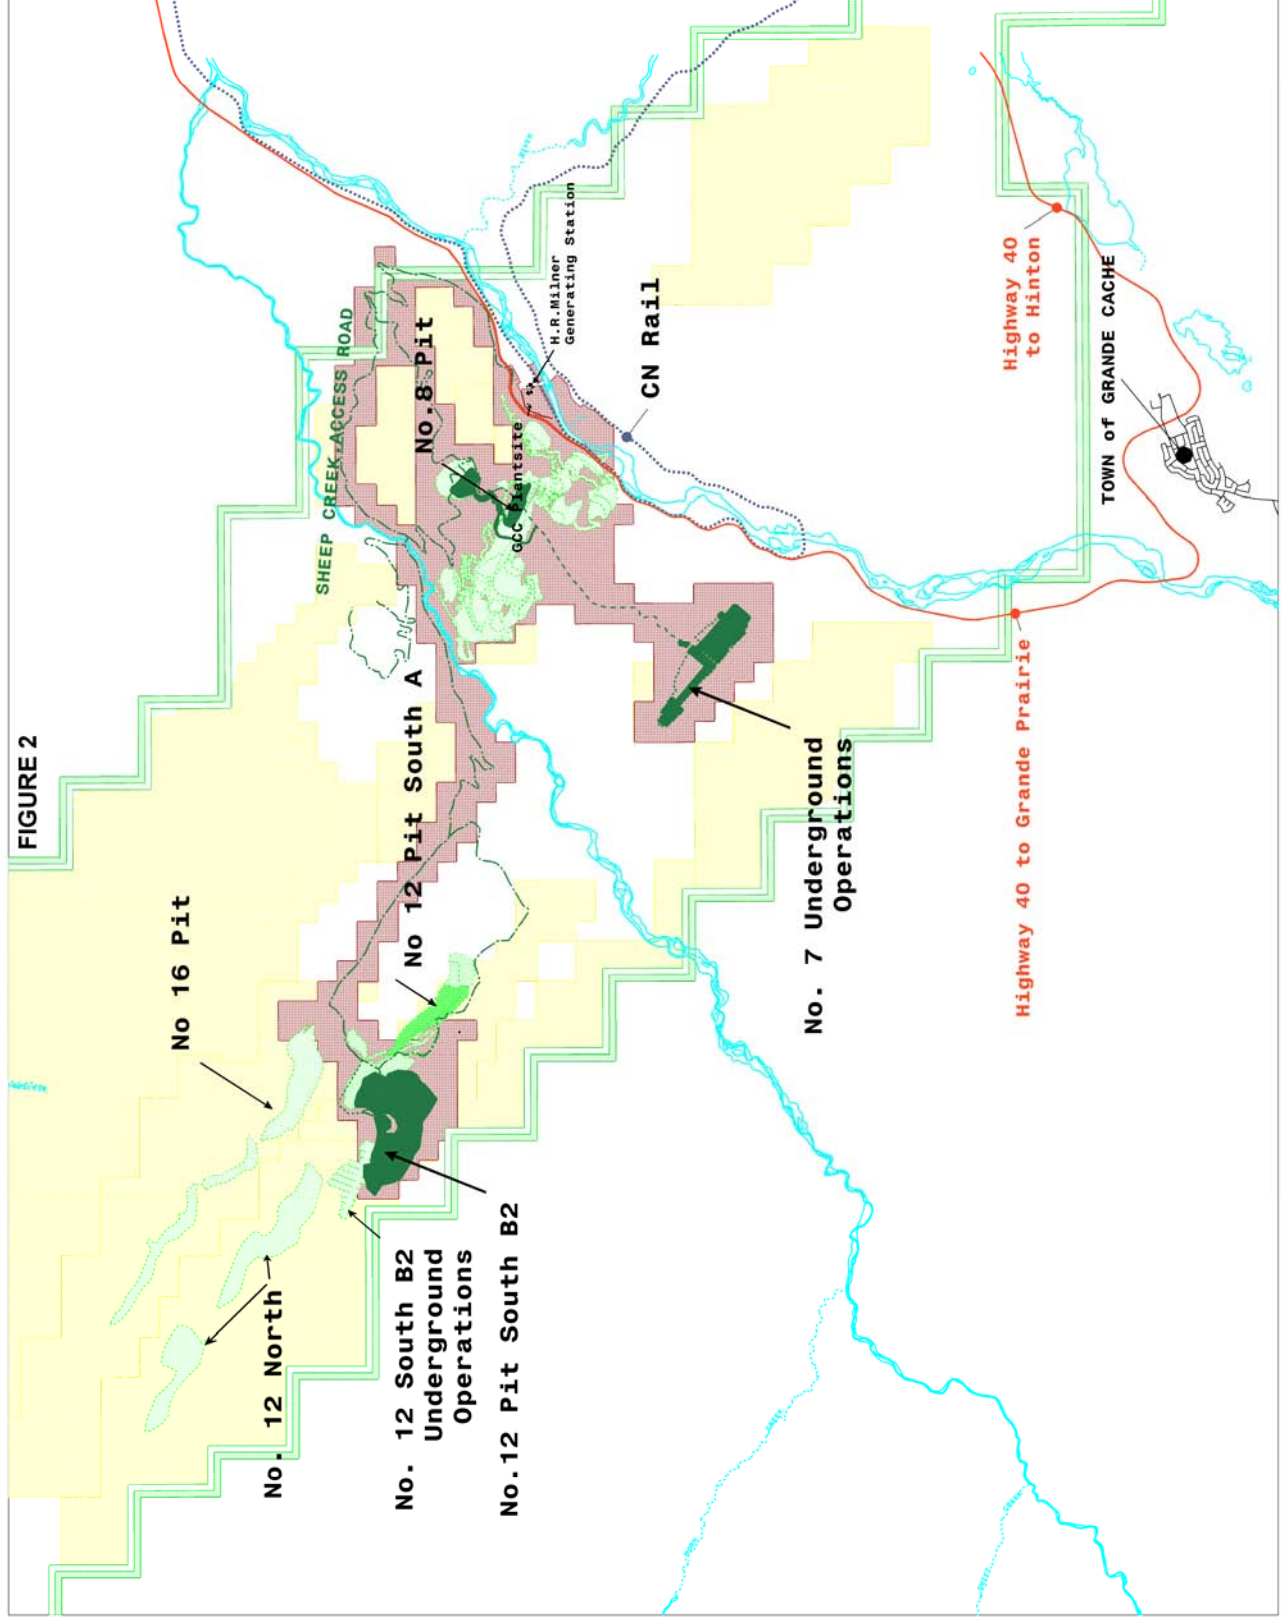 FIGURE 2
No 16 Pit
No. 12 North
No. 12 South B2
Underground
Operations
No.12 Pit South B2
No 12 Pit South A
SHEEP CREEK ACCESS ROAD
No.8 Pit
GCC Plantsite
H.R.Milner
Generating Station
CN Rail
No. 7 Underground
Operations
Highway 40
to Hinton
TOWN of GRANDE CACHE
Highway 40 to Grande Prairie